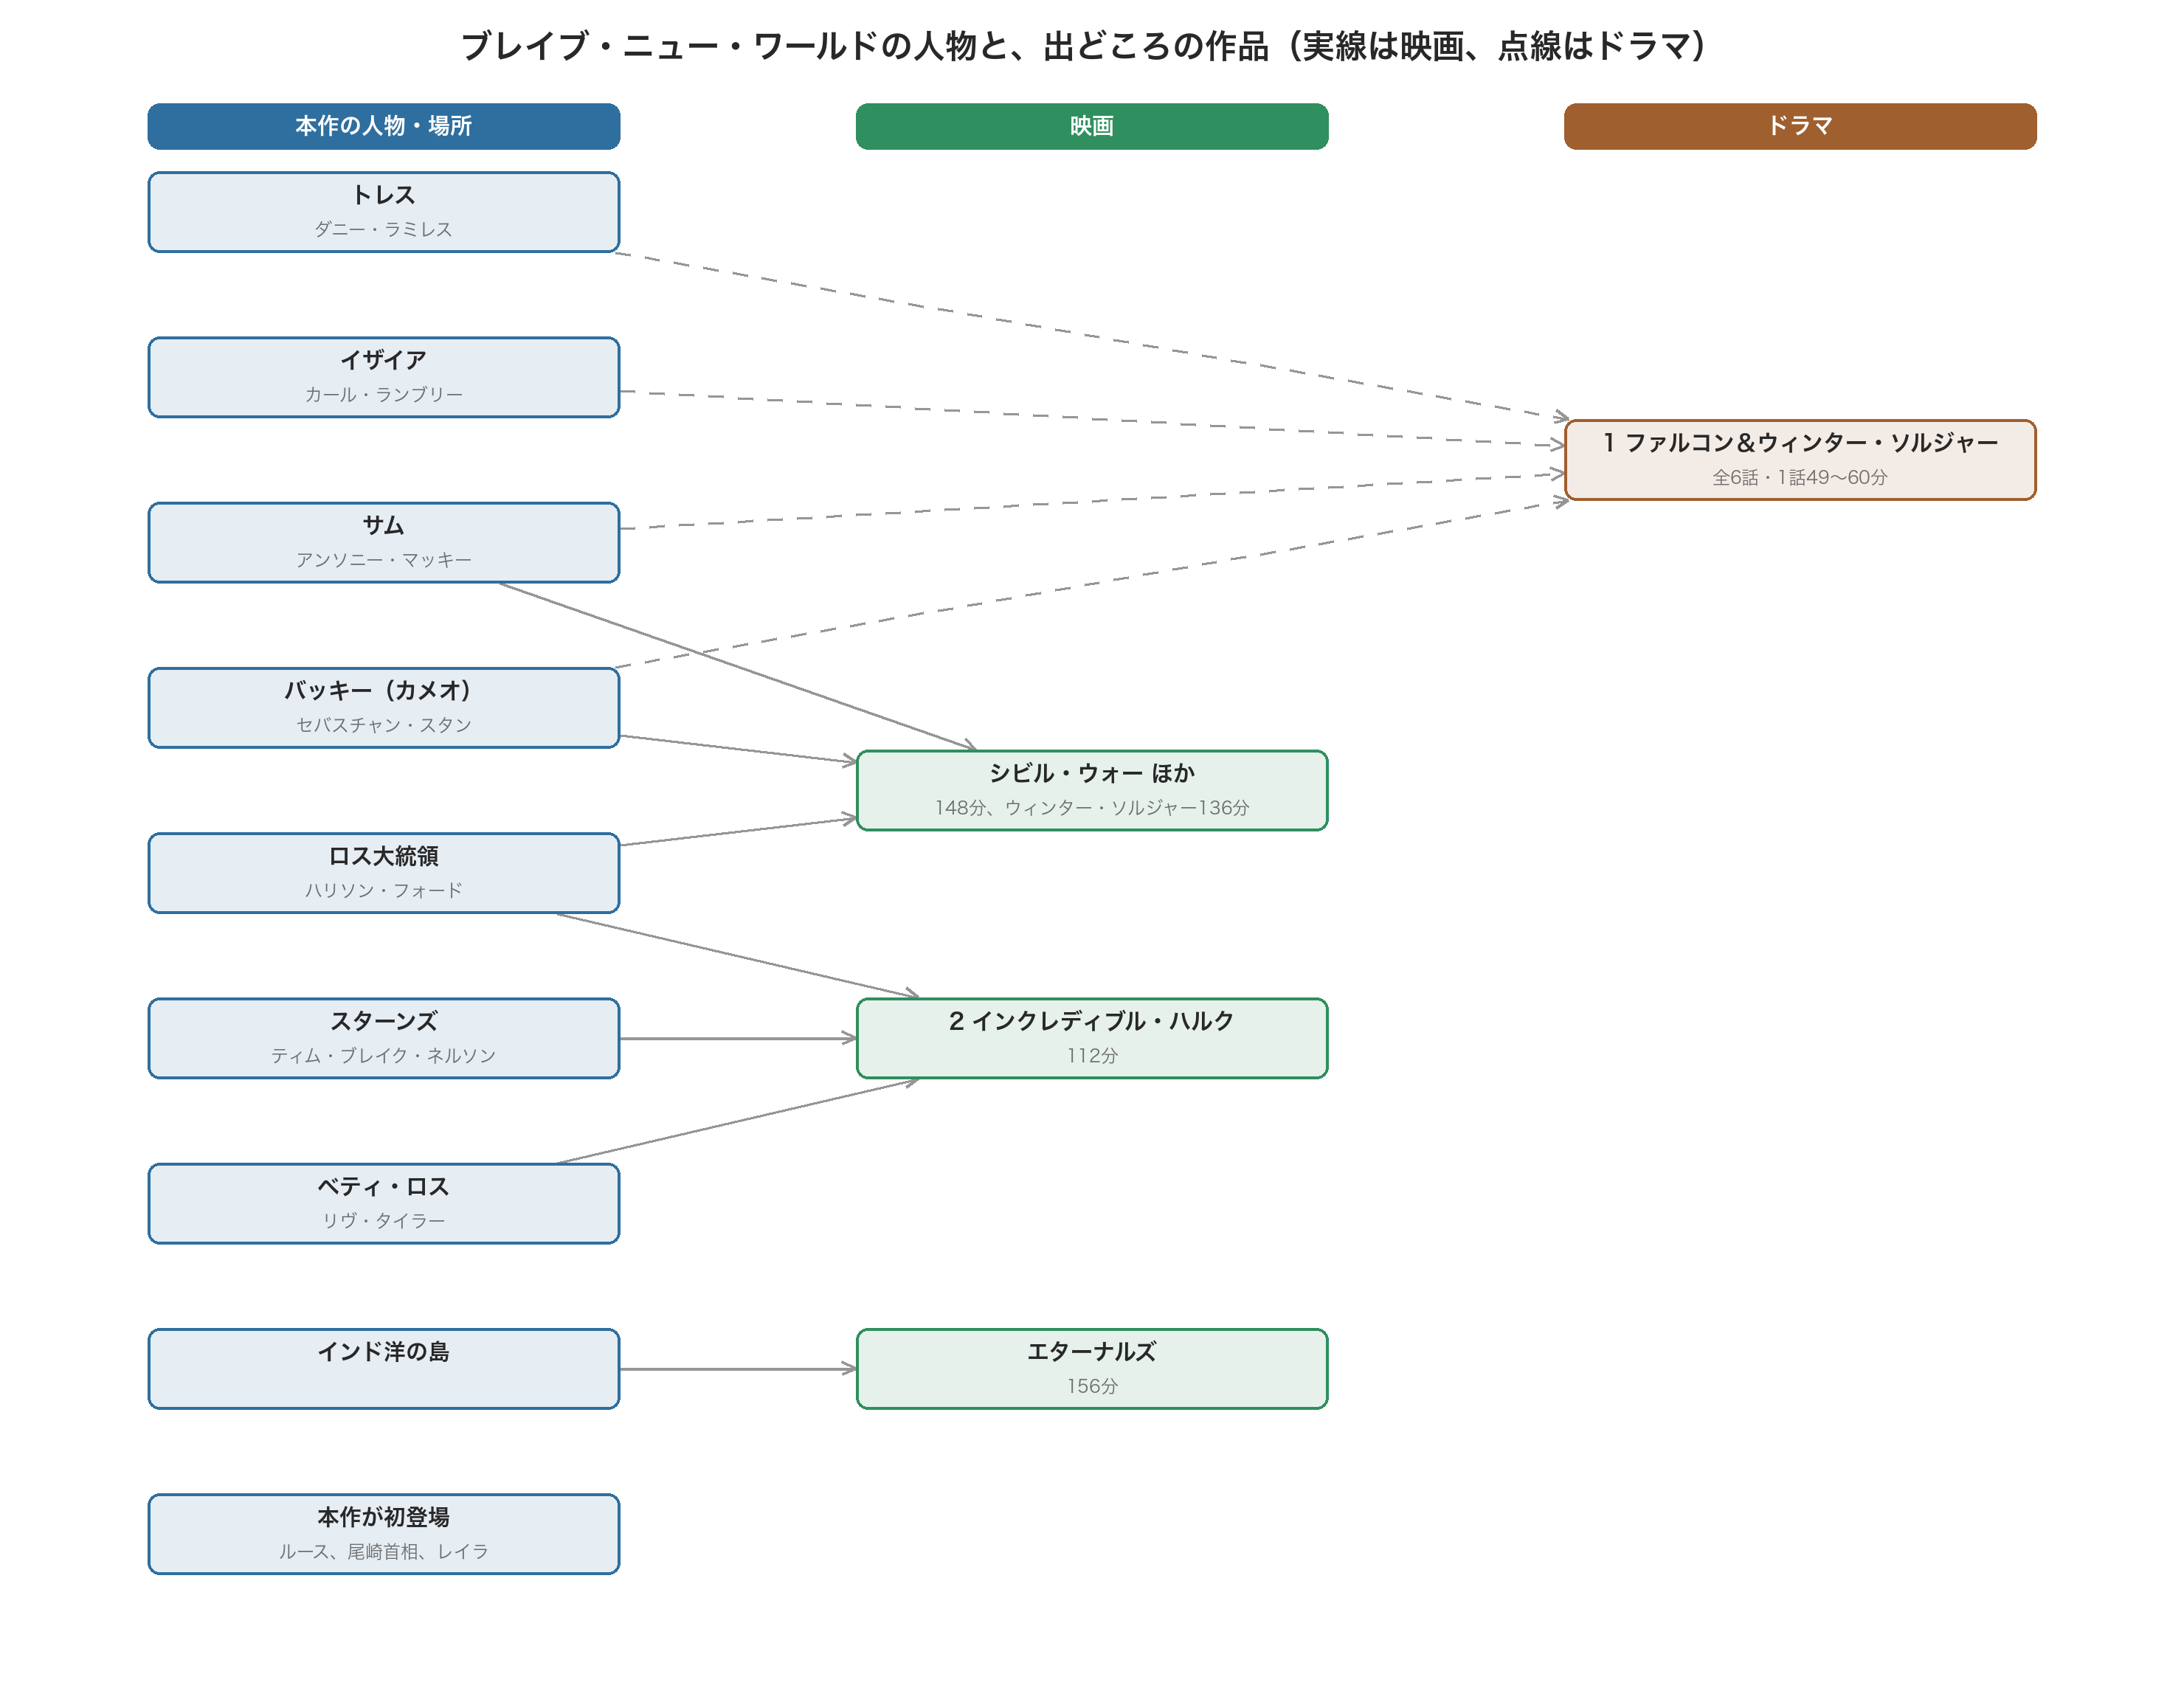 ブレイブ・ニュー・ワールドの人物と、出どころの作品（実線は映画、点線はドラマ）
本作の人物・場所
映画
ドラマ
トレス
ダニー・ラミレス
イザイア
カール・ランブリー
1 ファルコン＆ウィンター・ソルジャー
全6話・1話49〜60分
サム
アンソニー・マッキー
バッキー（カメオ）
セバスチャン・スタン
シビル・ウォー ほか
148分、ウィンター・ソルジャー136分
ロス大統領
ハリソン・フォード
スターンズ
ティム・ブレイク・ネルソン
2 インクレディブル・ハルク
112分
ベティ・ロス
リヴ・タイラー
インド洋の島
エターナルズ
156分
本作が初登場
ルース、尾崎首相、レイラ